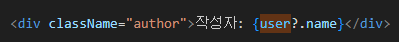 <div className="author">작성자: {user?.name}</div>